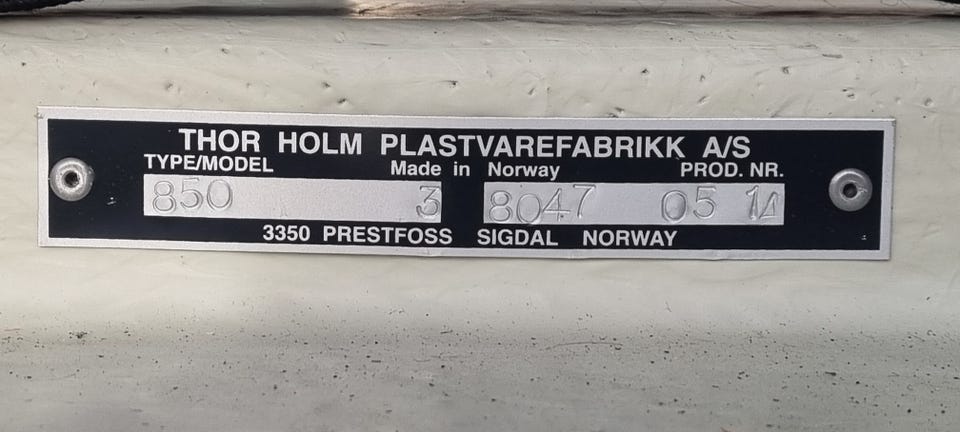 THOR HOLM PLASTVAREFABRIKK A/S
TYPE/MODEL Made in Norway PROD. NR.
850 3 8047 05 14
3350 PRESTFOSS SIGDAL NORWAY